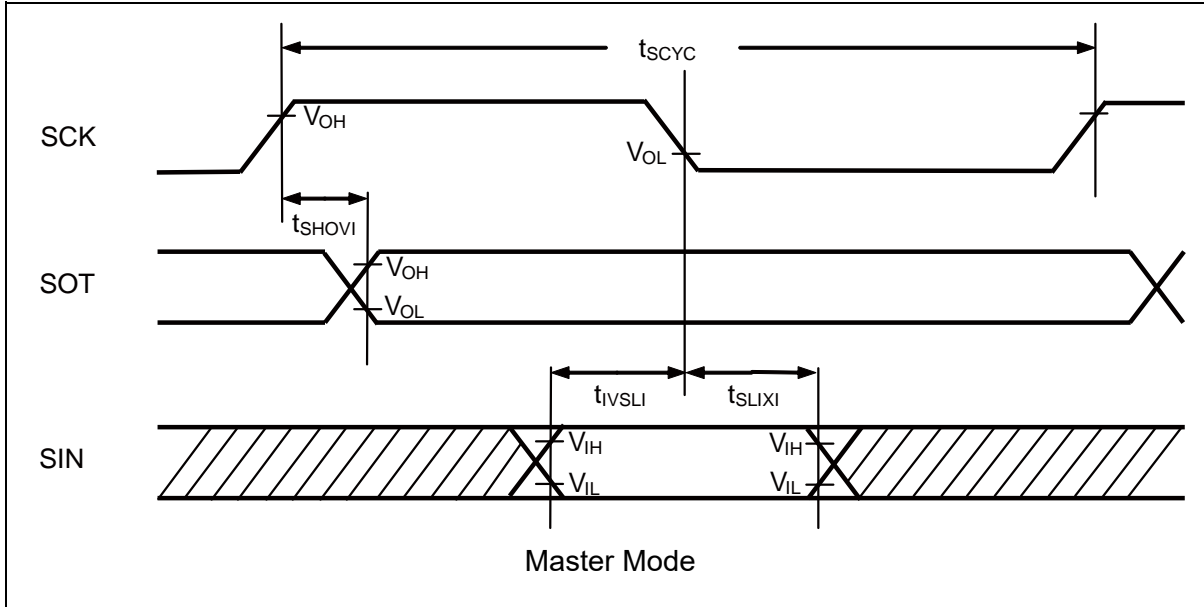 tSCYC
SCK
VOH
VOL
tSHOVI
SOT
VOH
VOL
tIVSLI
tSLIXI
SIN
VIH
VIH
VIL
VIL
Master Mode